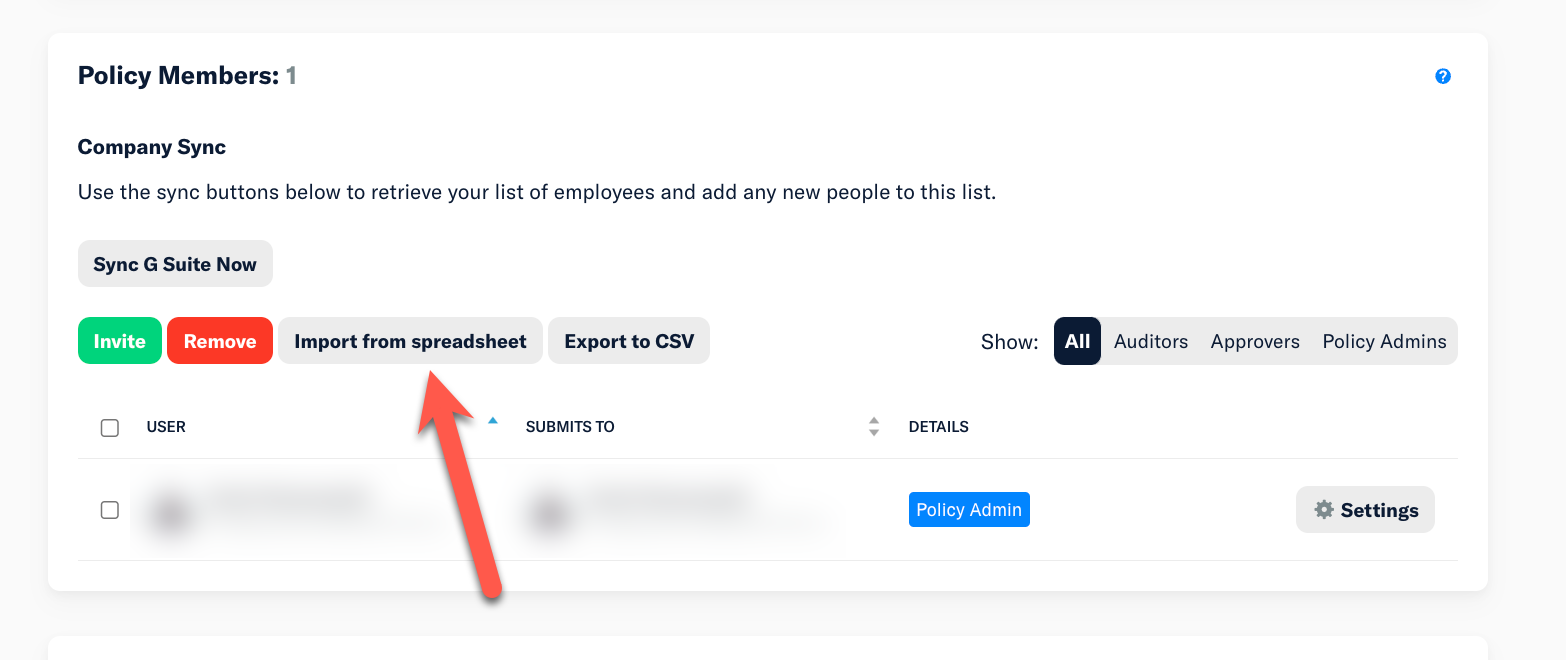 Policy Members: 1
?
Company Sync
Use the sync buttons below to retrieve your list of employees and add any new people to this list.
Sync G Suite Now
Invite Remove Import from spreadsheet Export to CSV Show: All Auditors Approvers Policy Admins
USER SUBMITS TO DETAILS
Policy Admin Settings